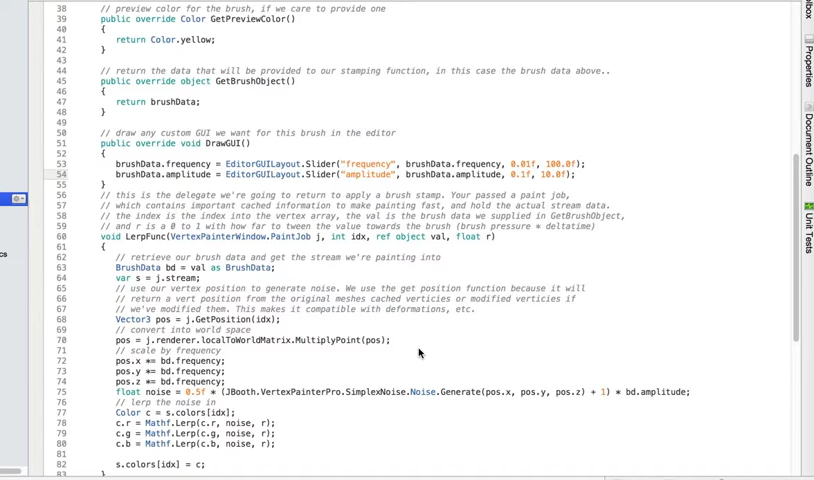 38 // preview color for the brush, if we care to provide one
39 public override Color GetPreviewColor()
40 {
41 return Color.yellow;
42 }
43
44 // return the data that will be provided to our stamping function, in this case the brush data above..
45 public override object GetBrushObject()
46 {
47 return brushData;
48 }
49
50 // draw any custom GUI we want for this brush in the editor
51 public override void DrawGUI()
52 {
53 brushData.frequency = EditorGUILayout.Slider("frequency", brushData.frequency, 0.01f, 100.0f);
54 brushData.amplitude = EditorGUILayout.Slider("amplitude", brushData.amplitude, 0.1f, 10.0f);
55 }
56 // this is the delegate we're going to return to apply a brush stamp. Your passed a paint job,
57 // which contains important cached information to make painting fast, and hold the actual stream data.
58 // the index is the index into the vertex array, the val is the brush data we supplied in GetBrushObject,
59 // and r is a 0 to 1 with how far to tween the value towards the brush (brush pressure * deltatime)
60 void LerpFunc(VertexPainterWindow.PaintJob j, int idx, ref object val, float r)
61 {
62 // retrieve our brush data and get the stream we're painting into
63 BrushData bd = val as BrushData;
64 var s = j.stream;
65 // use our vertex position to generate noise. We use the get position function because it will
66 // return a vert position from the original meshes cached verticies or modified verticies if
67 // we've modified them. This makes it compatible with deformations, etc.
68 Vector3 pos = j.GetPosition(idx);
69 // convert into world space
70 pos = j.renderer.localToWorldMatrix.MultiplyPoint(pos);
71 // scale by frequency
72 pos.x *= bd.frequency;
73 pos.y *= bd.frequency;
74 pos.z *= bd.frequency;
75 float noise = 0.5f * (JBooth.VertexPainterPro.SimplexNoise.Noise.Generate(pos.x, pos.y, pos.z) + 1) * bd.amplitude;
76 // lerp the noise in
77 Color c = s.colors[idx];
78 c.r = Mathf.Lerp(c.r, noise, r);
79 c.g = Mathf.Lerp(c.g, noise, r);
80 c.b = Mathf.Lerp(c.b, noise, r);
81
82 s.colors[idx] = c;
83 }
cs
Properties
Document Outline
Unit Tests